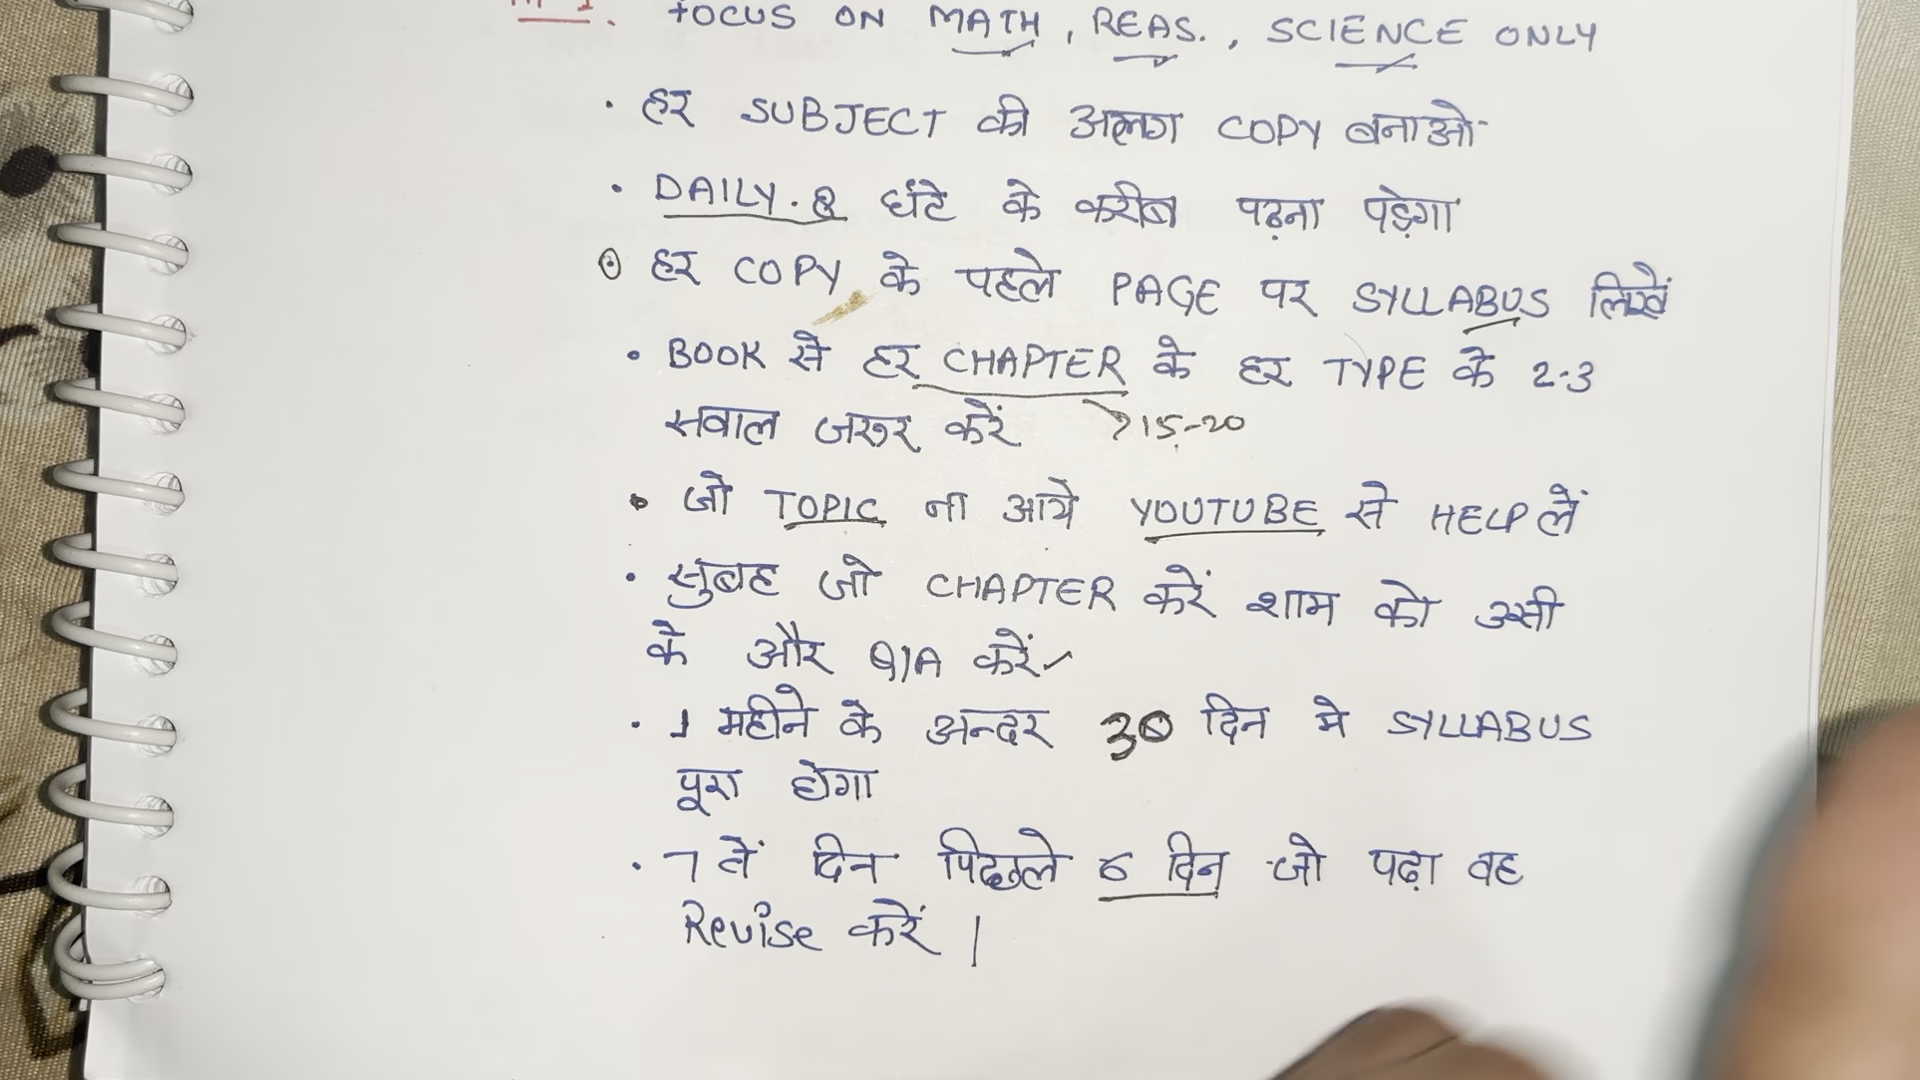 FOCUS ON MATH, REAS., SCIENCE ONLY
• हर SUBJECT की अलग COPY बनाओ
• DAILY. 8 घंटे के करीब पढ़ना पड़ेगा
⊙ हर COPY के पहले PAGE पर SYLLABUS लिखें
• BOOK से हर CHAPTER के हर TYPE के 2-3
सवाल जरुर करें >15-20
• जो TOPIC ना आये YOUTUBE से HELP लें
• सुबह जो CHAPTER करें शाम को उसी
के और Q/A करें✓
• 1 महीने के अन्दर 30 दिन मे SYLLABUS
पूरा होगा
• 7 वें दिन पिछले 6 दिन जो पढ़ा वह
Revise करें |